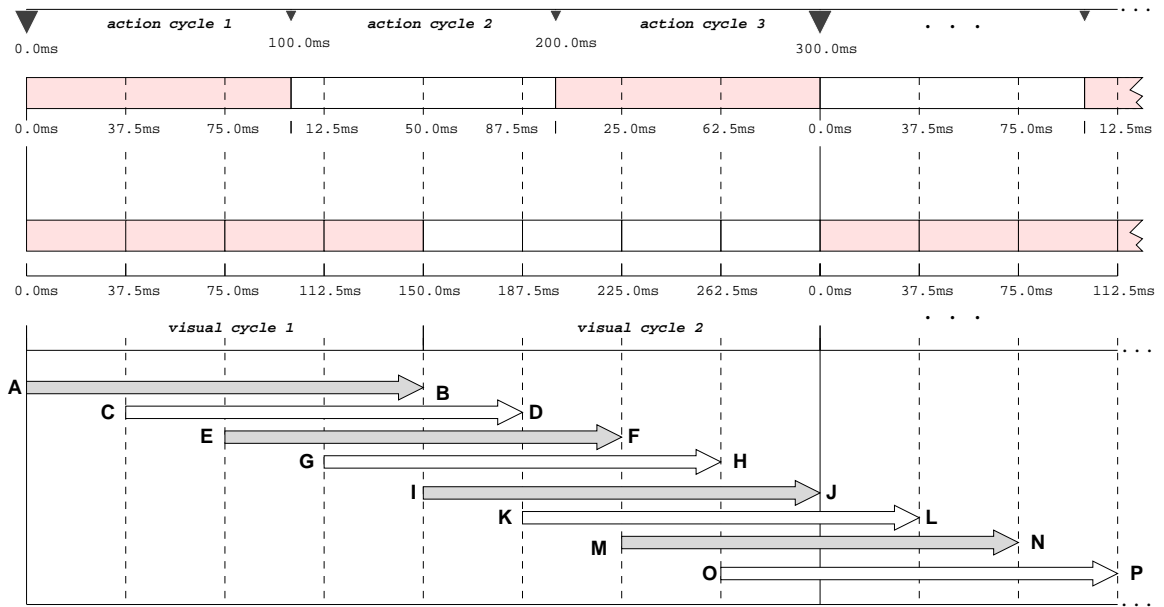 action cycle 1 action cycle 2 action cycle 3 . . . . . .
0.0ms 100.0ms 200.0ms 300.0ms
0.0ms 37.5ms 75.0ms 12.5ms 50.0ms 87.5ms 25.0ms 62.5ms 0.0ms 37.5ms 75.0ms 12.5ms
0.0ms 37.5ms 75.0ms 112.5ms 150.0ms 187.5ms 225.0ms 262.5ms 0.0ms 37.5ms 75.0ms 112.5ms
visual cycle 1 visual cycle 2 . . .
. . .
A B
C D
E F
G H
I J
K L
M N
O P
. . .